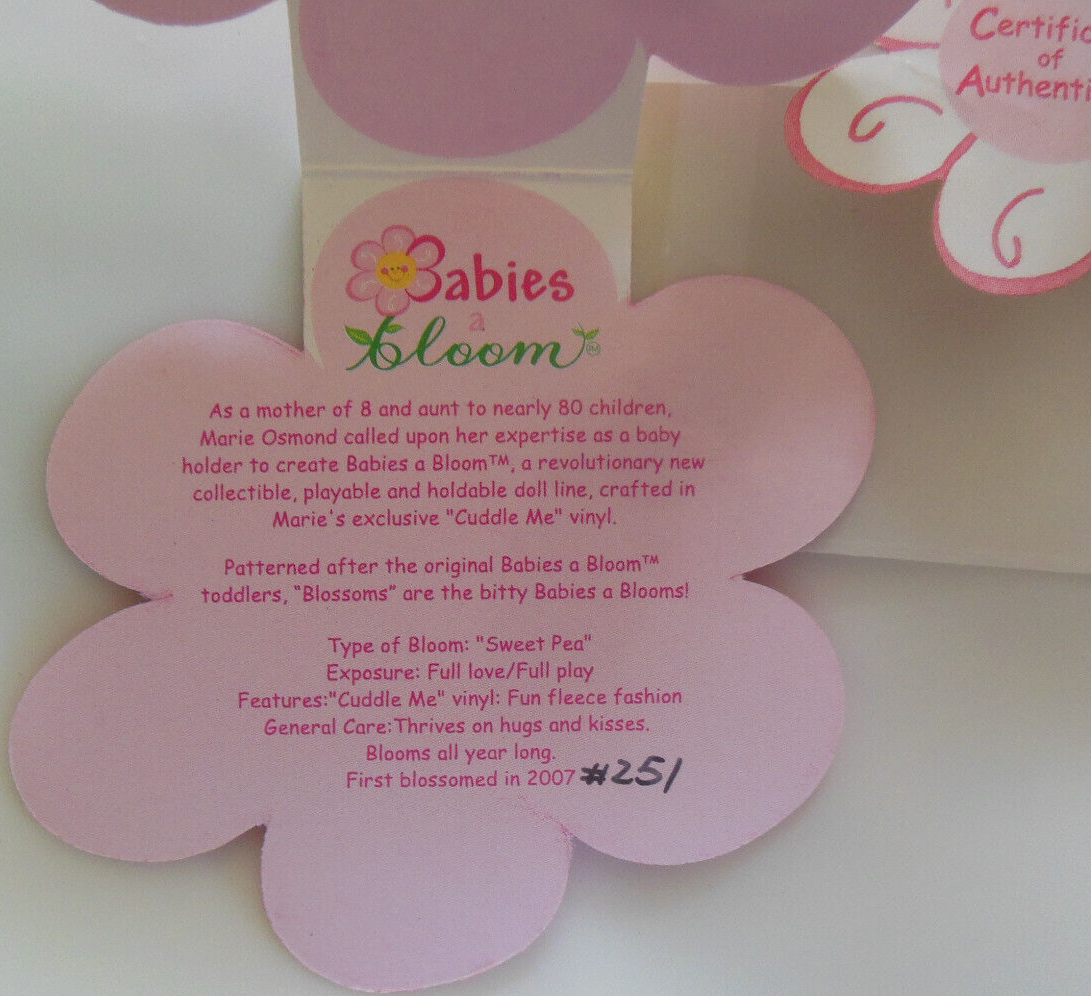 Certific
of
Authenti
Babies
a
bloom™
As a mother of 8 and aunt to nearly 80 children,
Marie Osmond called upon her expertise as a baby
holder to create Babies a Bloom™, a revolutionary new
collectible, playable and holdable doll line, crafted in
Marie's exclusive "Cuddle Me" vinyl.
Patterned after the original Babies a Bloom™
toddlers, "Blossoms" are the bitty Babies a Blooms!
Type of Bloom: "Sweet Pea"
Exposure: Full love/Full play
Features:"Cuddle Me" vinyl: Fun fleece fashion
General Care:Thrives on hugs and kisses.
Blooms all year long.
First blossomed in 2007 #251